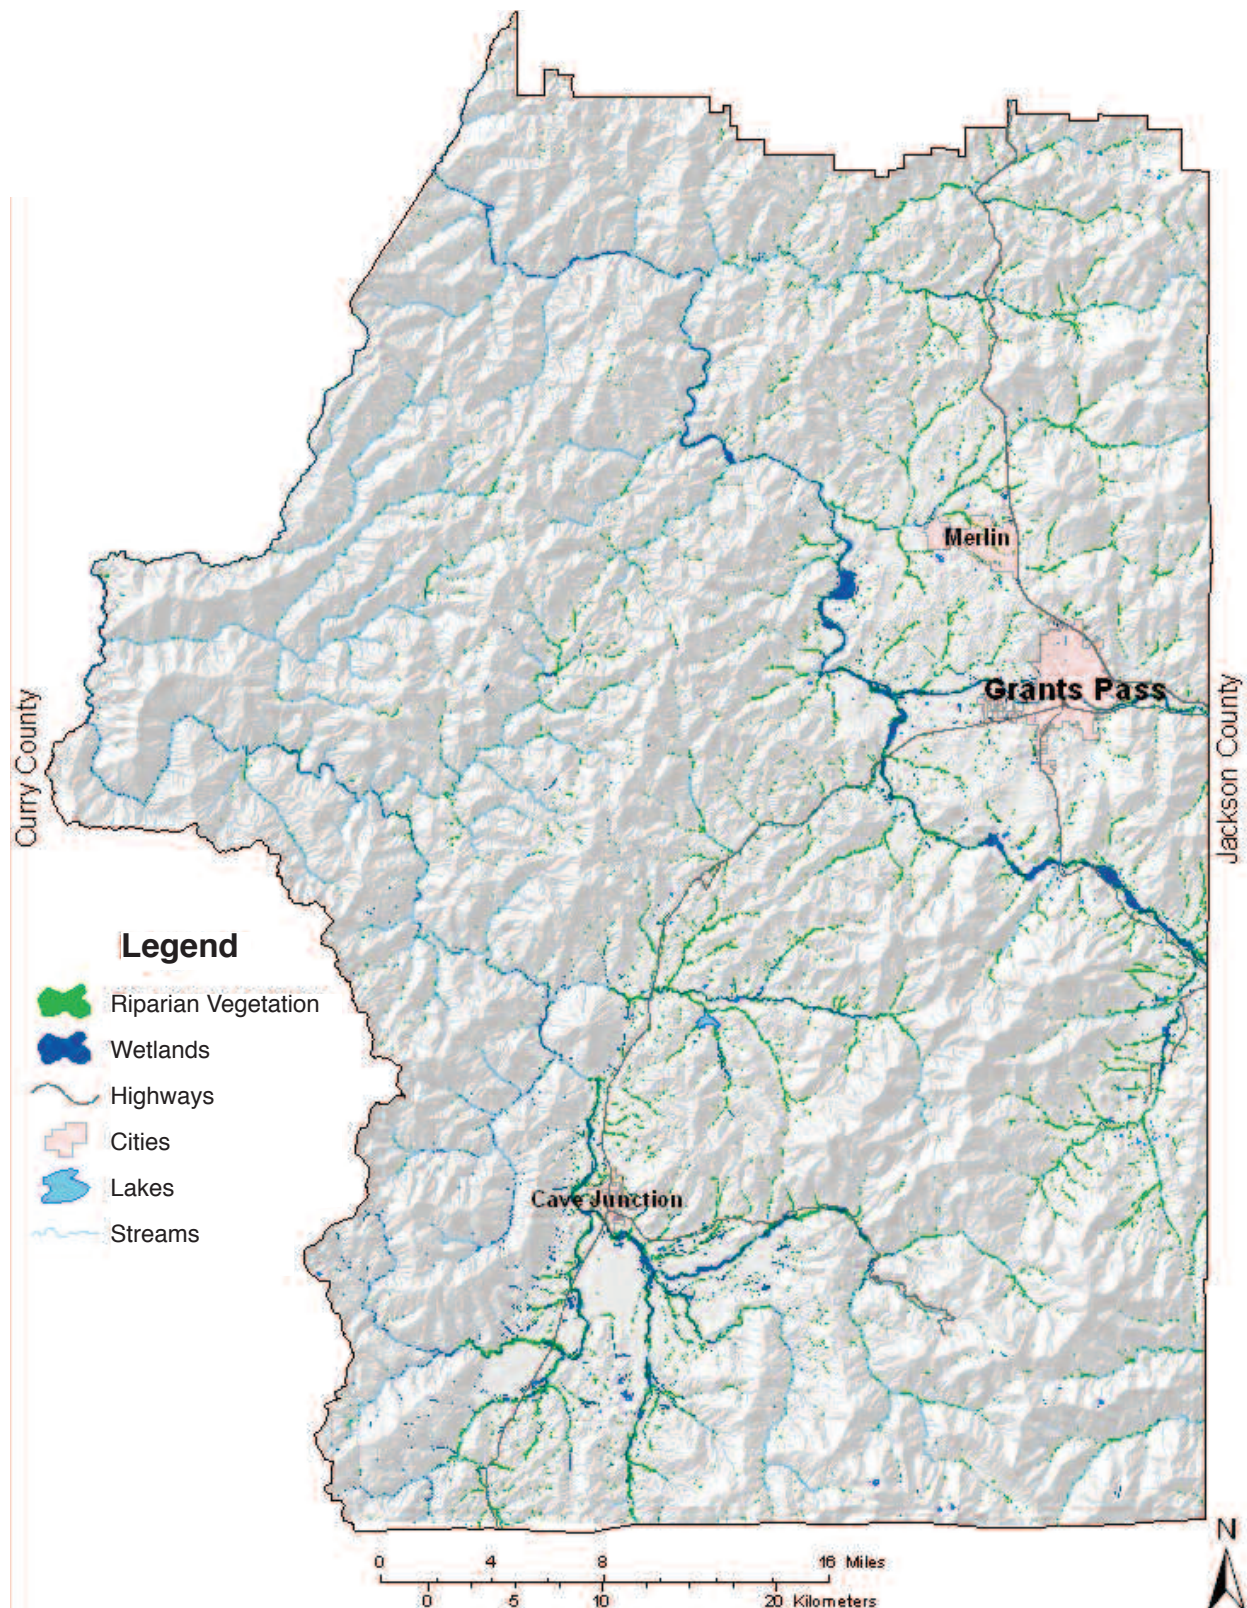 Merlin
Grants Pass
Curry County
Jackson County
Legend
Riparian Vegetation
Wetlands
Highways
Cities
Lakes
Streams
Cave Junction
N
0 4 8 16 Miles
0 5 10 20 Kilometers